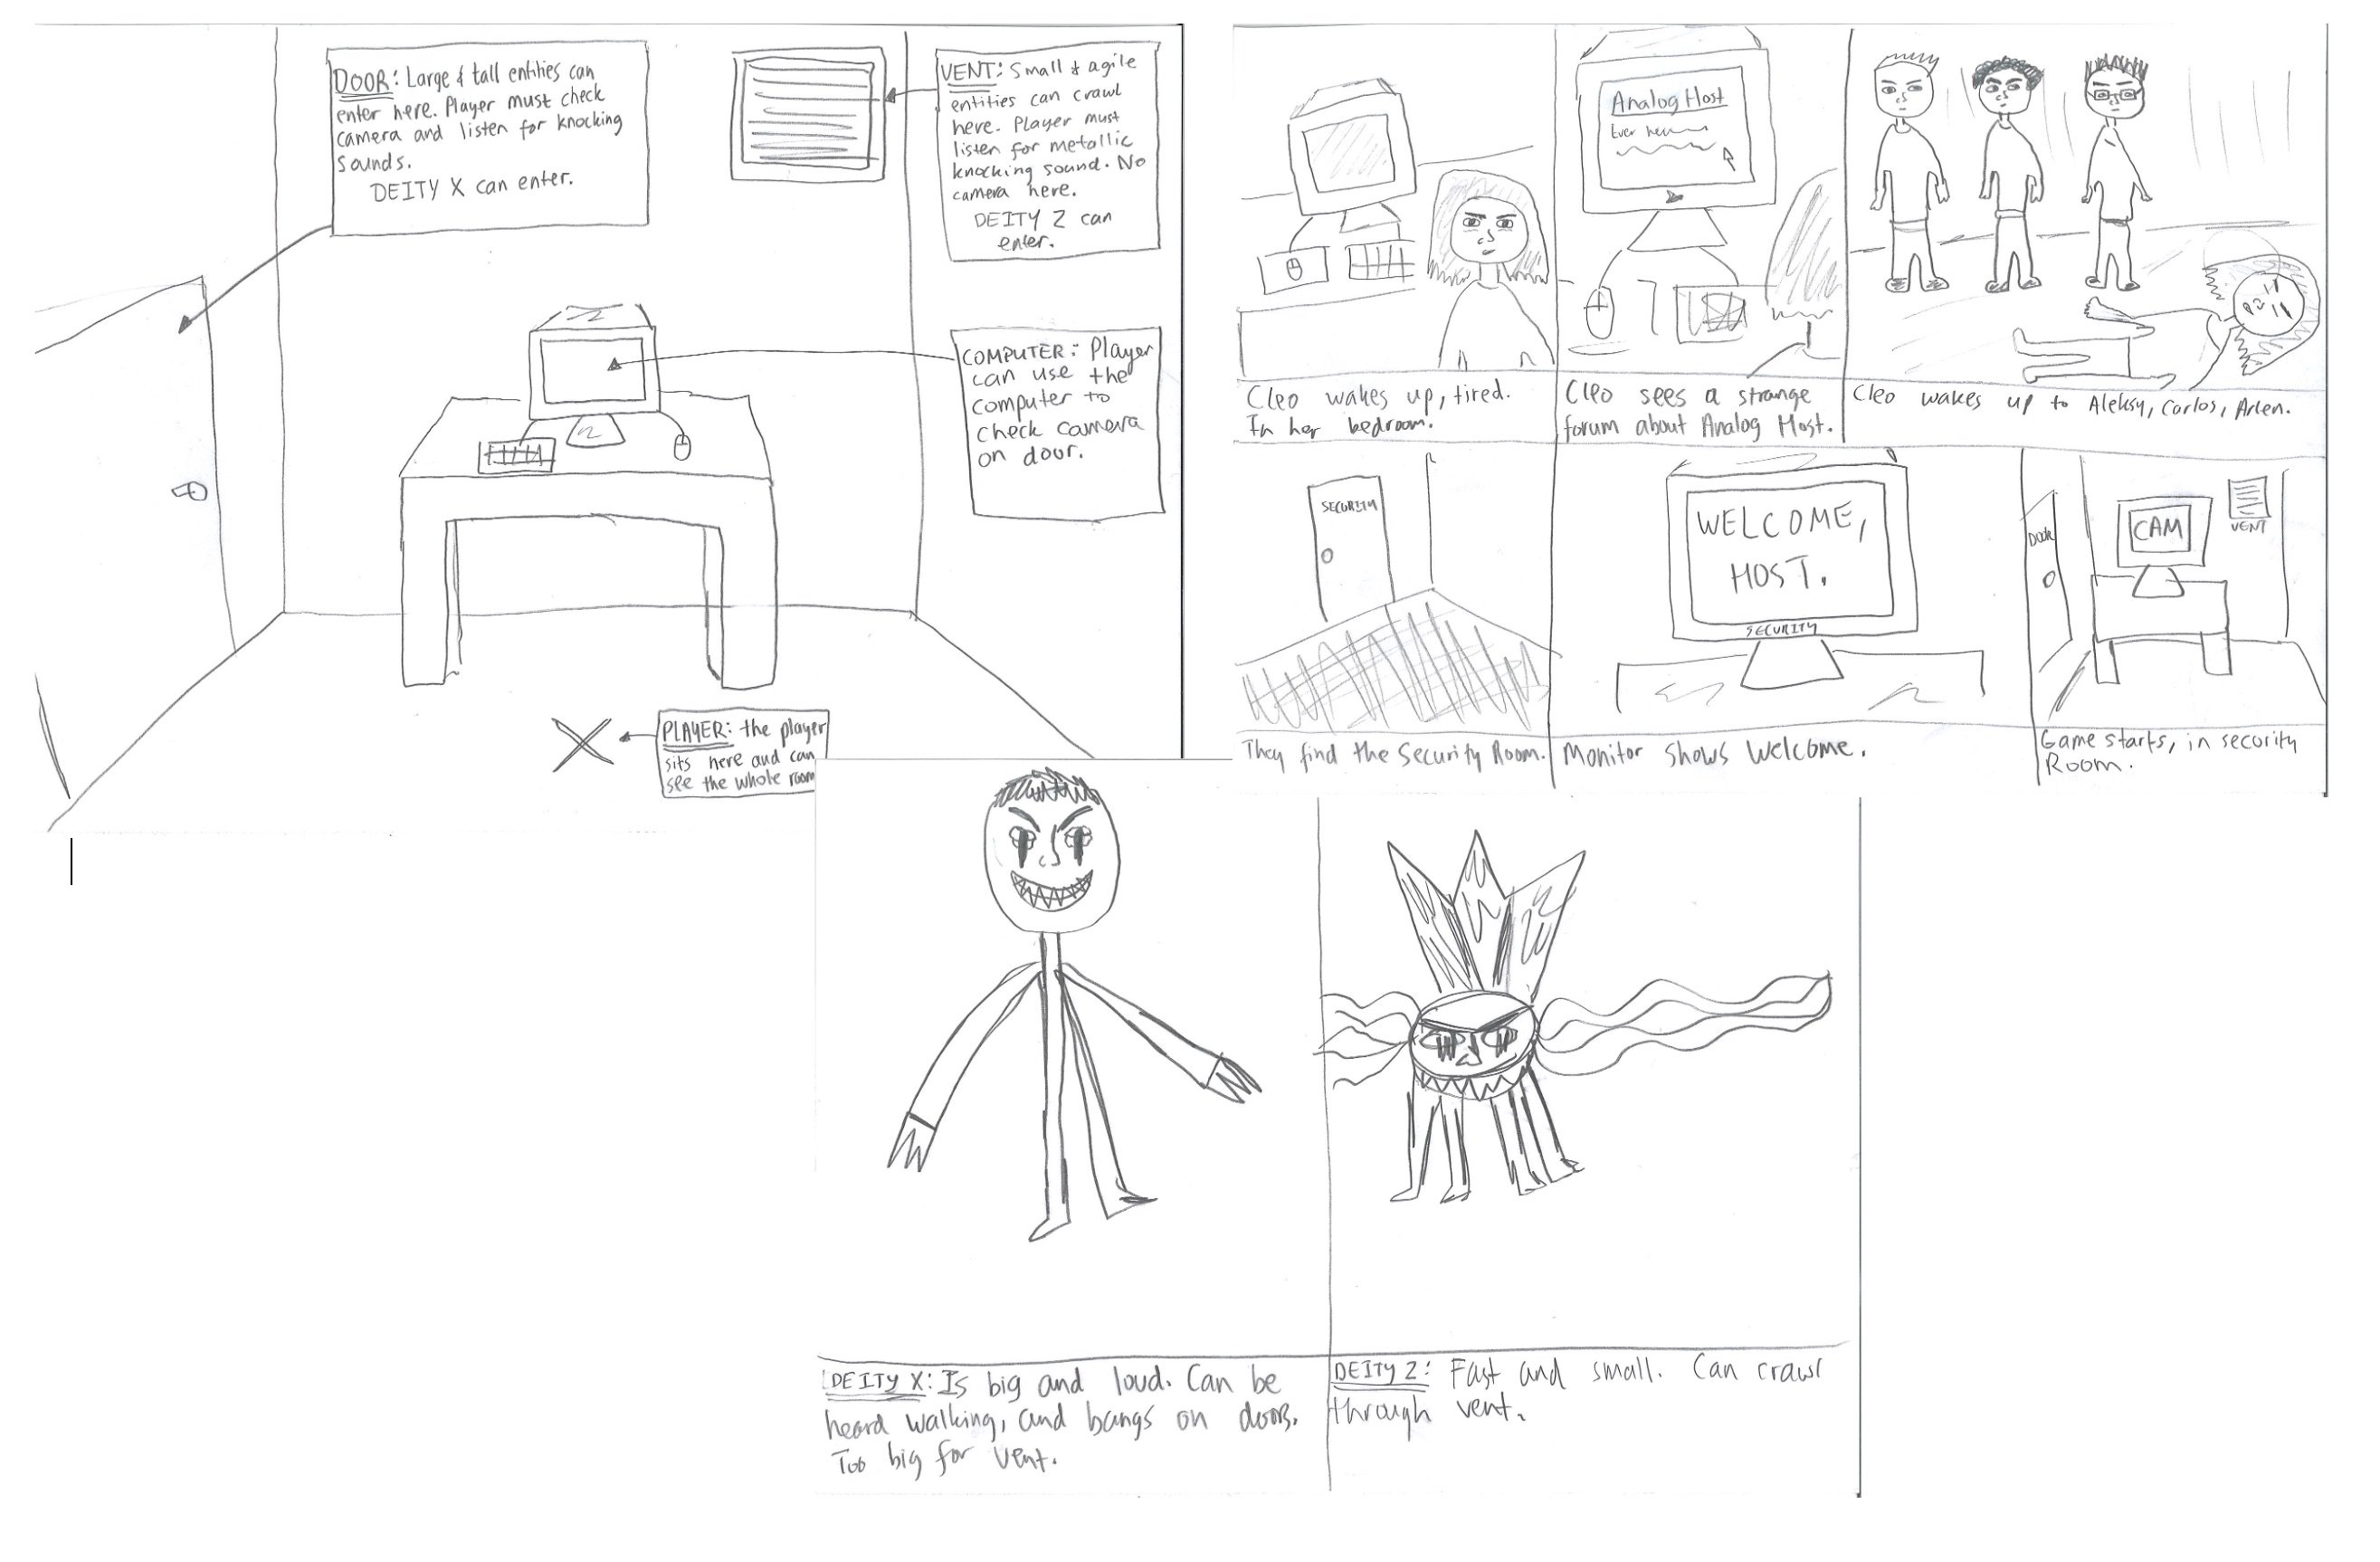 DOOR: Large & tall entities can
enter here. Player must check
camera and listen for knocking
sounds.
DEITY X can enter.
VENT: Small & agile
entities can crawl
here. Player must
listen for metallic
knocking sound. No
camera here.
DEITY Z can
enter.
COMPUTER: Player
can use the
computer to
check camera
on door.
PLAYER: the player
sits here and can
see the whole room
Analog Host
Ever
Cleo wakes up, tired.
In her bedroom.
Cleo sees a strange
forum about Analog Host.
Cleo wakes up to Aleksy, Carlos, Arlen.
SECURITY
WELCOME,
HOST.
SECURITY
DOOR
CAM
VENT
They find the Security Room.
Monitor shows Welcome.
Game starts, in security
Room.
DEITY X: Is big and loud. Can be
heard walking, and bangs on doors.
Too big for vent.
DEITY Z: Fast and small. Can crawl
through vent.